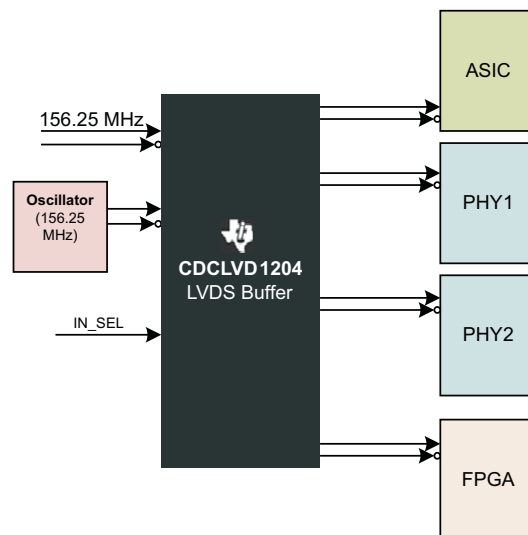 ASIC
156.25 MHz
PHY1
Oscillator
(156.25
MHz)
CDCLVD1204
LVDS Buffer
IN_SEL
PHY2
FPGA